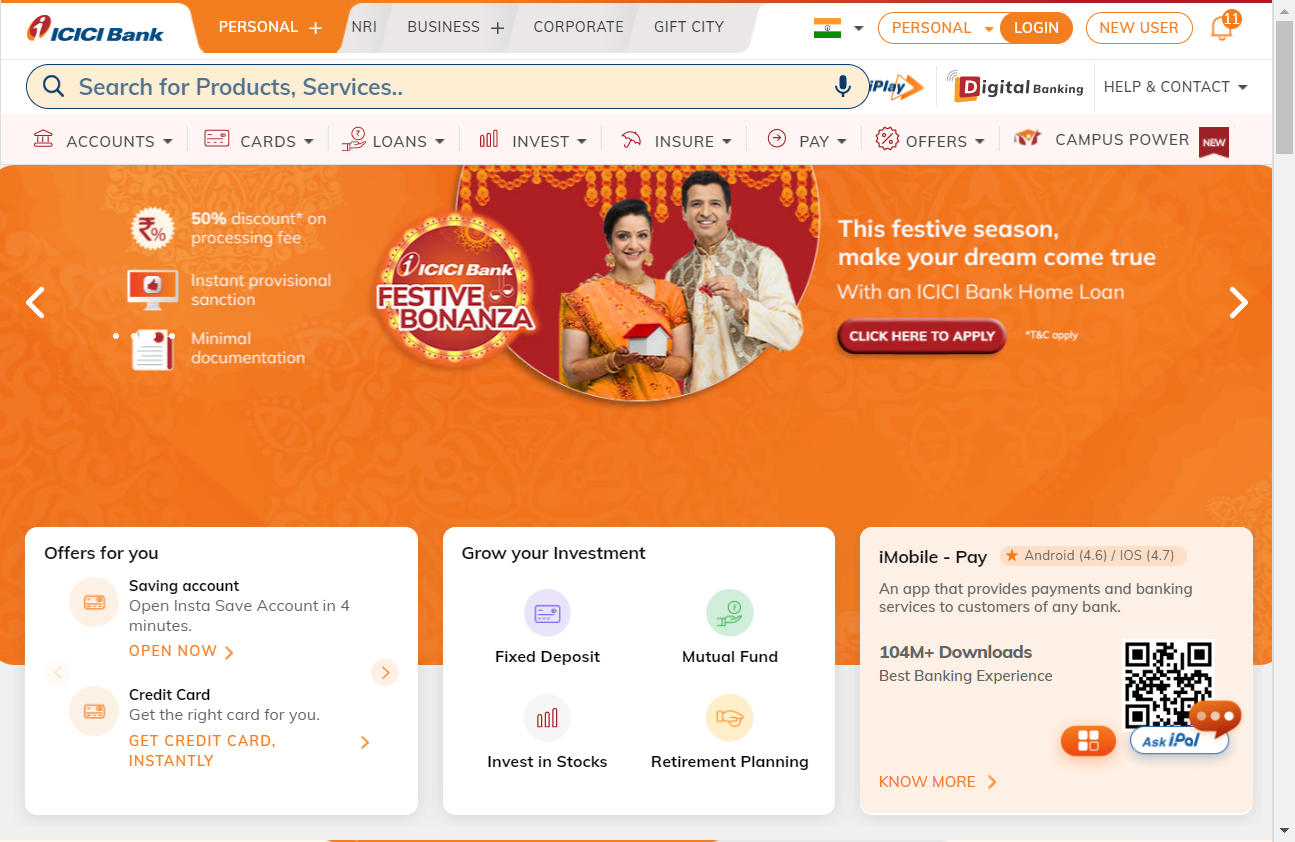 ICICI Bank
PERSONAL +
NRI
BUSINESS +
CORPORATE
GIFT CITY
PERSONAL
LOGIN
NEW USER
11
Search for Products, Services..
iPlay
Digital Banking
HELP & CONTACT
ACCOUNTS
CARDS
LOANS
INVEST
INSURE
PAY
OFFERS
CAMPUS POWER
NEW
50% discount* on
processing fee
Instant provisional
sanction
Minimal
documentation
ICICI Bank
FESTIVE
BONANZA
This festive season,
make your dream come true
With an ICICI Bank Home Loan
CLICK HERE TO APPLY
*T&C apply
Offers for you
Saving account
Open Insta Save Account in 4
minutes.
OPEN NOW
Credit Card
Get the right card for you.
GET CREDIT CARD,
INSTANTLY
Grow your Investment
Fixed Deposit
Mutual Fund
Invest in Stocks
Retirement Planning
iMobile - Pay
Android (4.6) / IOS (4.7)
An app that provides payments and banking
services to customers of any bank.
104M+ Downloads
Best Banking Experience
Ask iPal
KNOW MORE